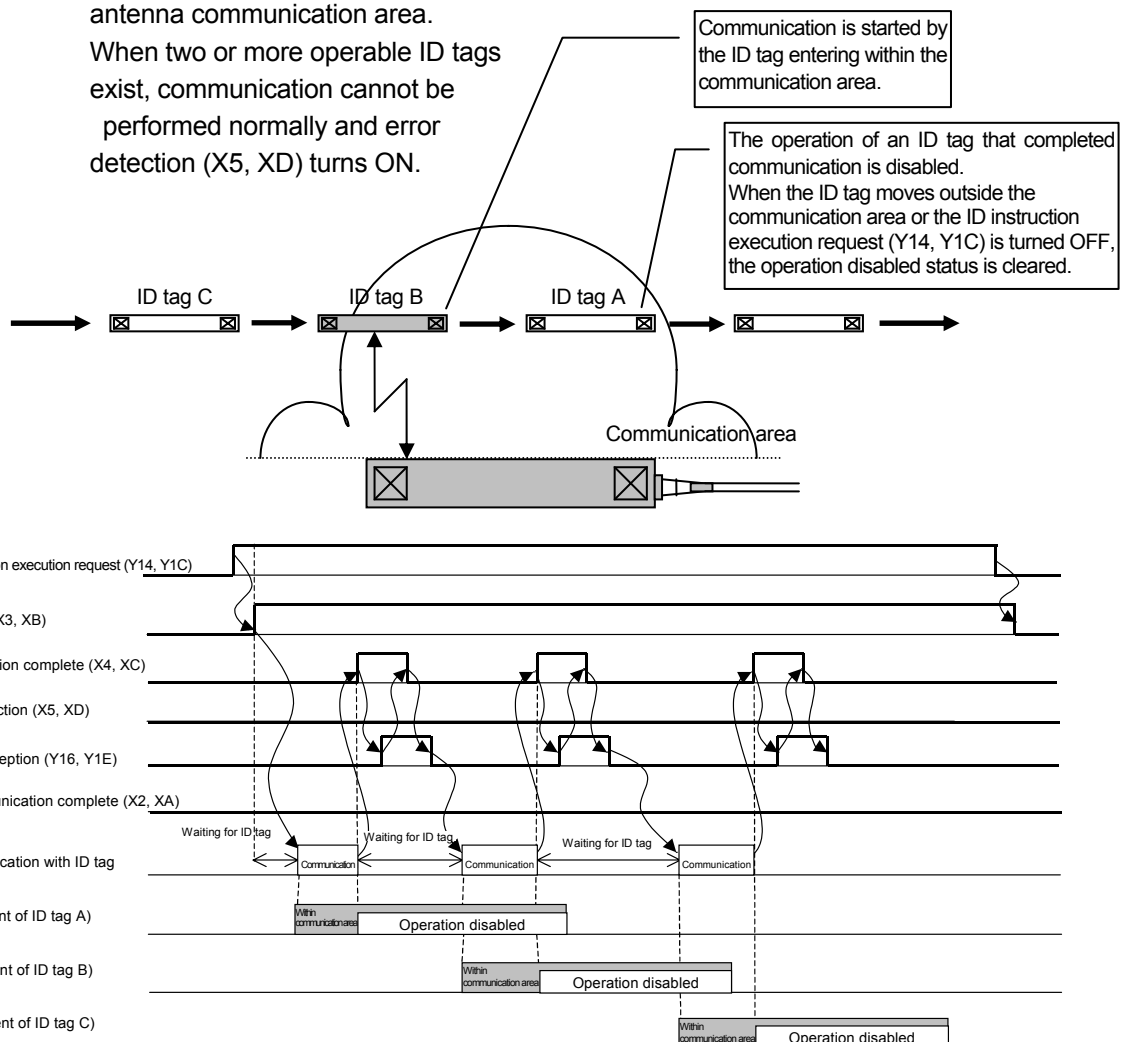 antenna communication area.
When two or more operable ID tags
exist, communication cannot be
performed normally and error
detection (X5, XD) turns ON.
Communication is started by
the ID tag entering within the
communication area.
The operation of an ID tag that completed
communication is disabled.
When the ID tag moves outside the
communication area or the ID instruction
execution request (Y14, Y1C) is turned OFF,
the operation disabled status is cleared.
ID tag C
ID tag B
ID tag A
Communication area
on execution request (Y14, Y1C)
X3, XB)
tion complete (X4, XC)
ction (X5, XD)
eption (Y16, Y1E)
unication complete (X2, XA)
Waiting for ID tag
Waiting for ID tag
Waiting for ID tag
cation with ID tag
Communication
Communication
Communication
nt of ID tag A)
Within
communication area
Operation disabled
nt of ID tag B)
Within
communication area
Operation disabled
ent of ID tag C)
Within
communication area
Operation disabled